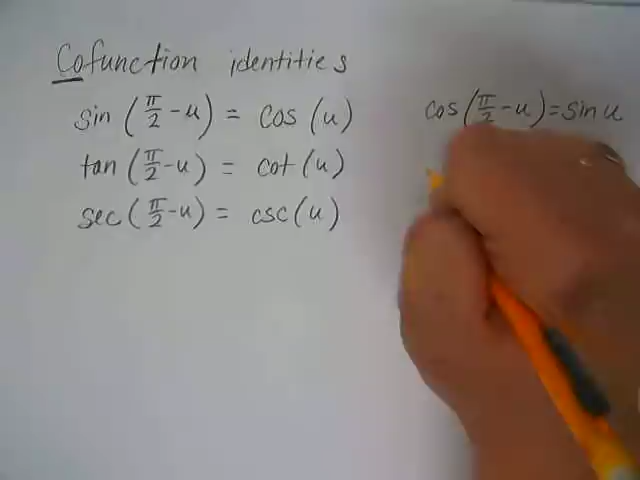 Cofunction identities
sin (π/2 - u) = cos (u)
cos (π/2 - u) = sin u
tan (π/2 - u) = cot (u)
sec (π/2 - u) = csc (u)